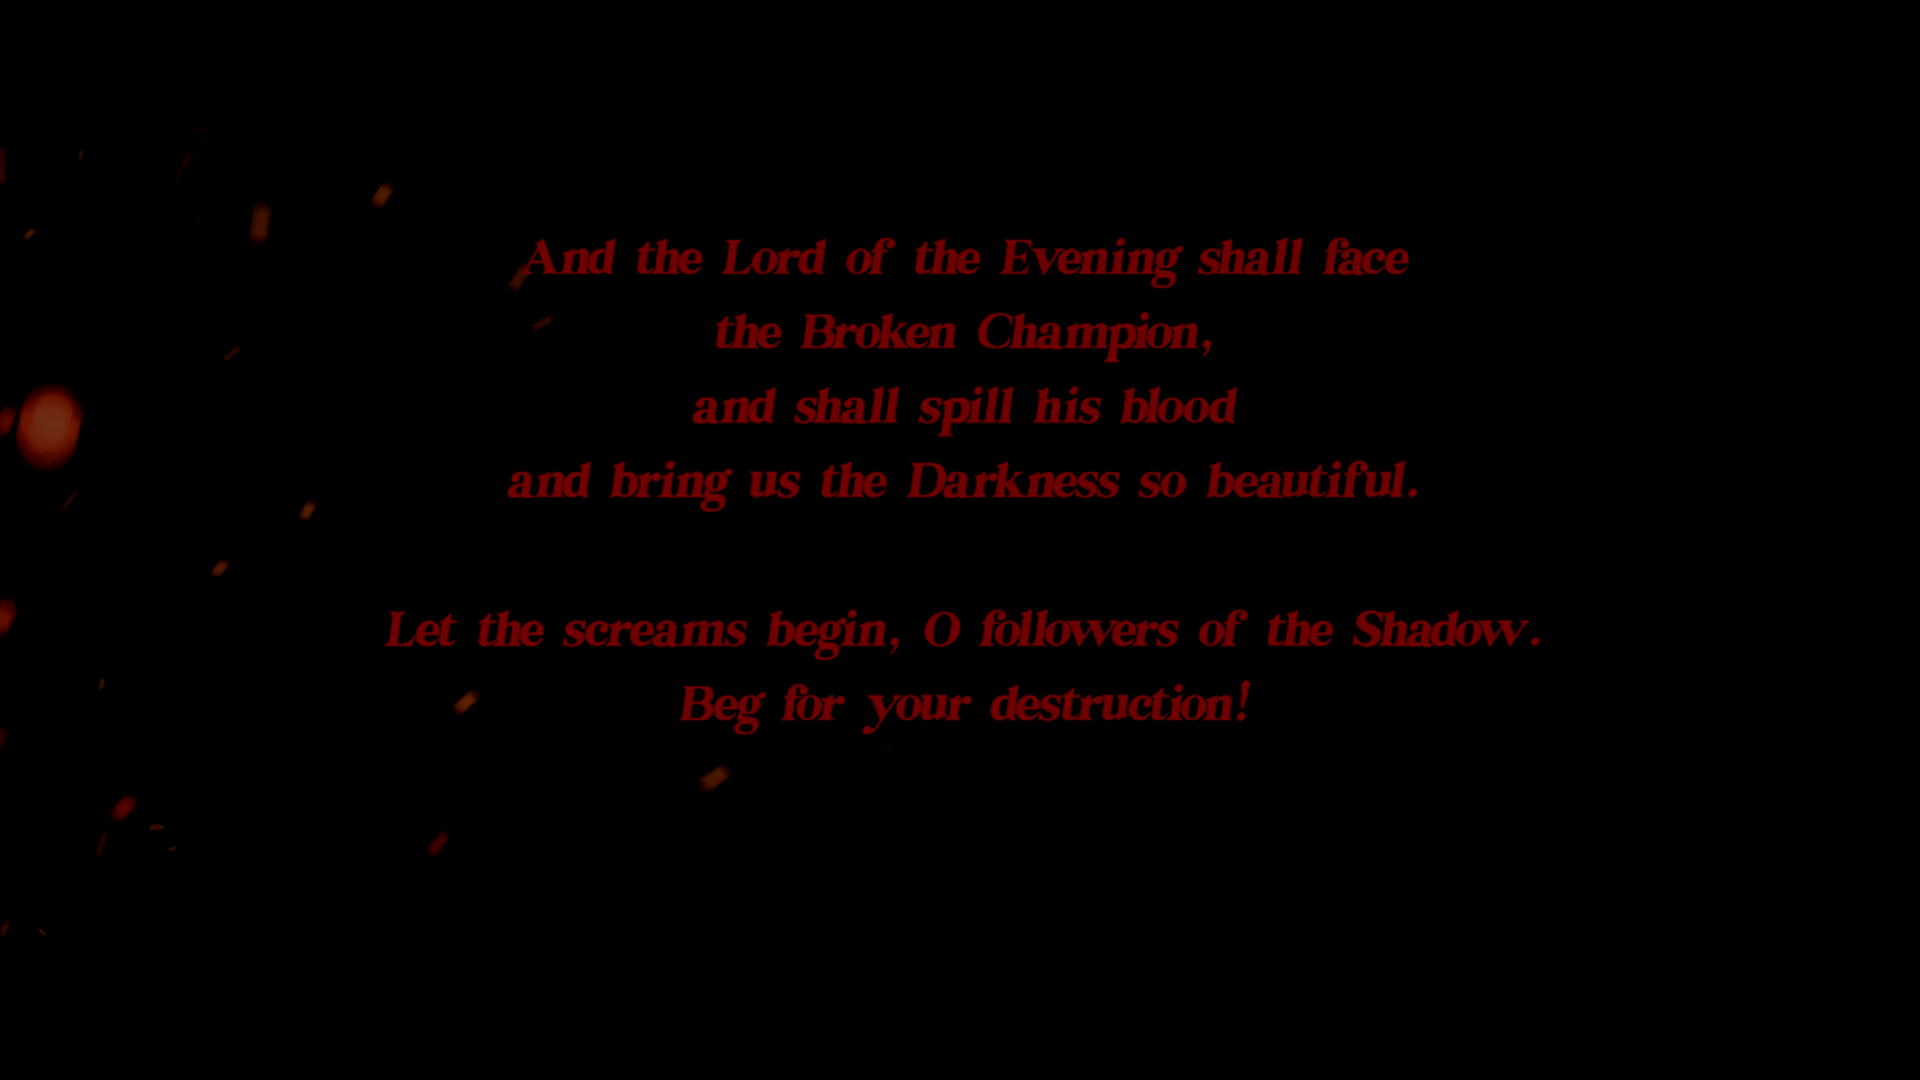 And the Lord of the Evening shall face
the Broken Champion,
and shall spill his blood
and bring us the Darkness so beautiful.
Let the screams begin, O followers of the Shadow.
Beg for your destruction!